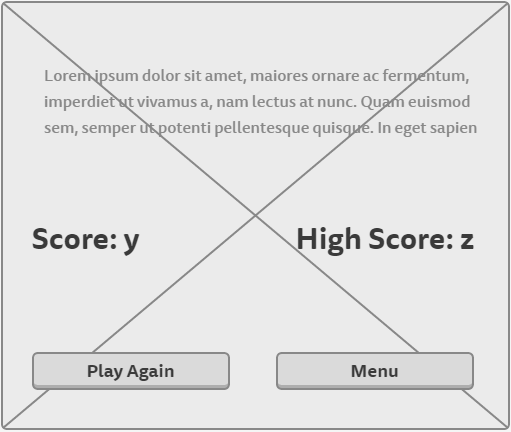 Lorem ipsum dolor sit amet, maiores ornare ac fermentum,
imperdiet ut vivamus a, nam lectus at nunc. Quam euismod
sem, semper ut potenti pellentesque quisque. In eget sapien
Score: y
High Score: z
Play Again
Menu